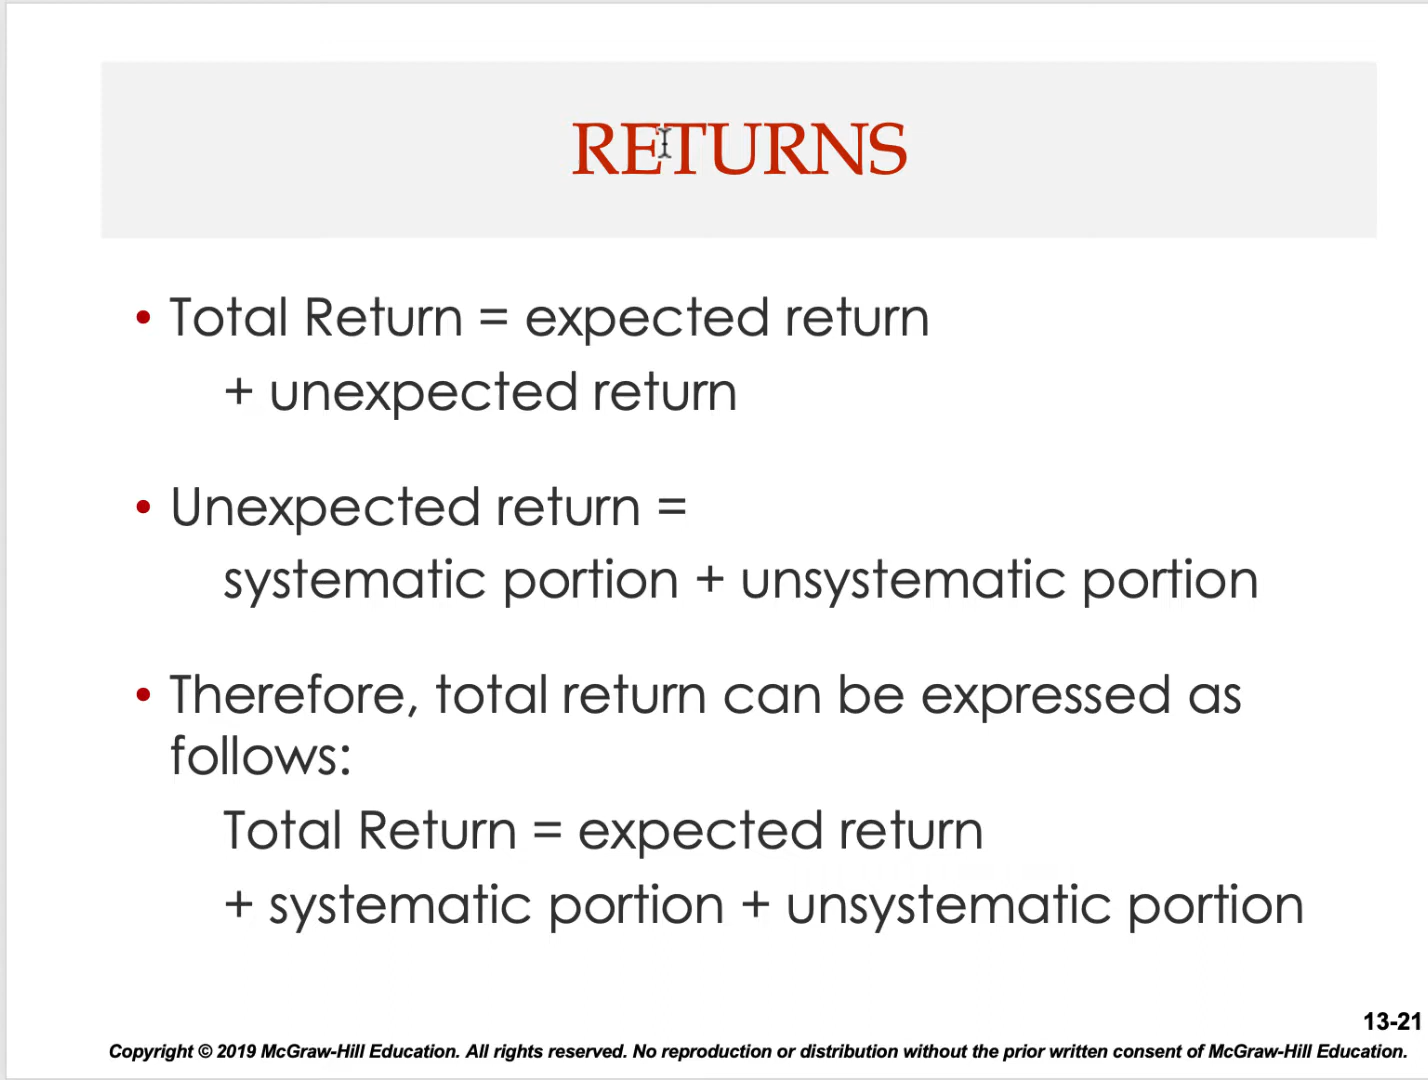 RETURNS
• Total Return = expected return
+ unexpected return
• Unexpected return =
systematic portion + unsystematic portion
• Therefore, total return can be expressed as
follows:
Total Return = expected return
+ systematic portion + unsystematic portion
13-21
Copyright © 2019 McGraw-Hill Education. All rights reserved. No reproduction or distribution without the prior written consent of McGraw-Hill Education.